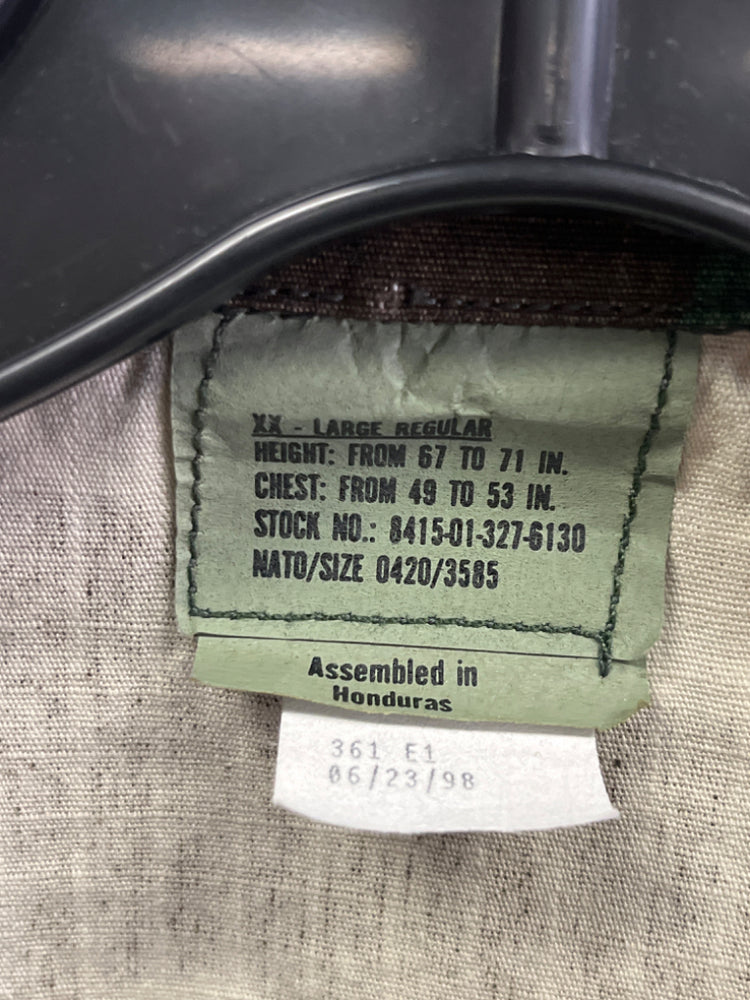 XX - LARGE REGULAR
HEIGHT: FROM 67 TO 71 IN.
CHEST: FROM 49 TO 53 IN.
STOCK NO.: 8415-01-327-6130
NATO/SIZE 0420/3585
Assembled in
Honduras
361 E1
06/23/98